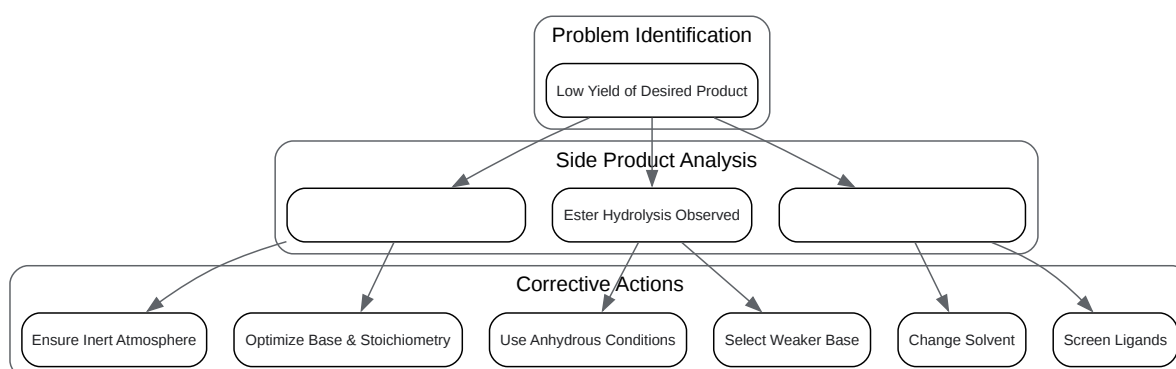 Problem Identification
Low Yield of Desired Product
Side Product Analysis
Ester Hydrolysis Observed
Corrective Actions
Ensure Inert Atmosphere
Optimize Base & Stoichiometry
Use Anhydrous Conditions
Select Weaker Base
Change Solvent
Screen Ligands